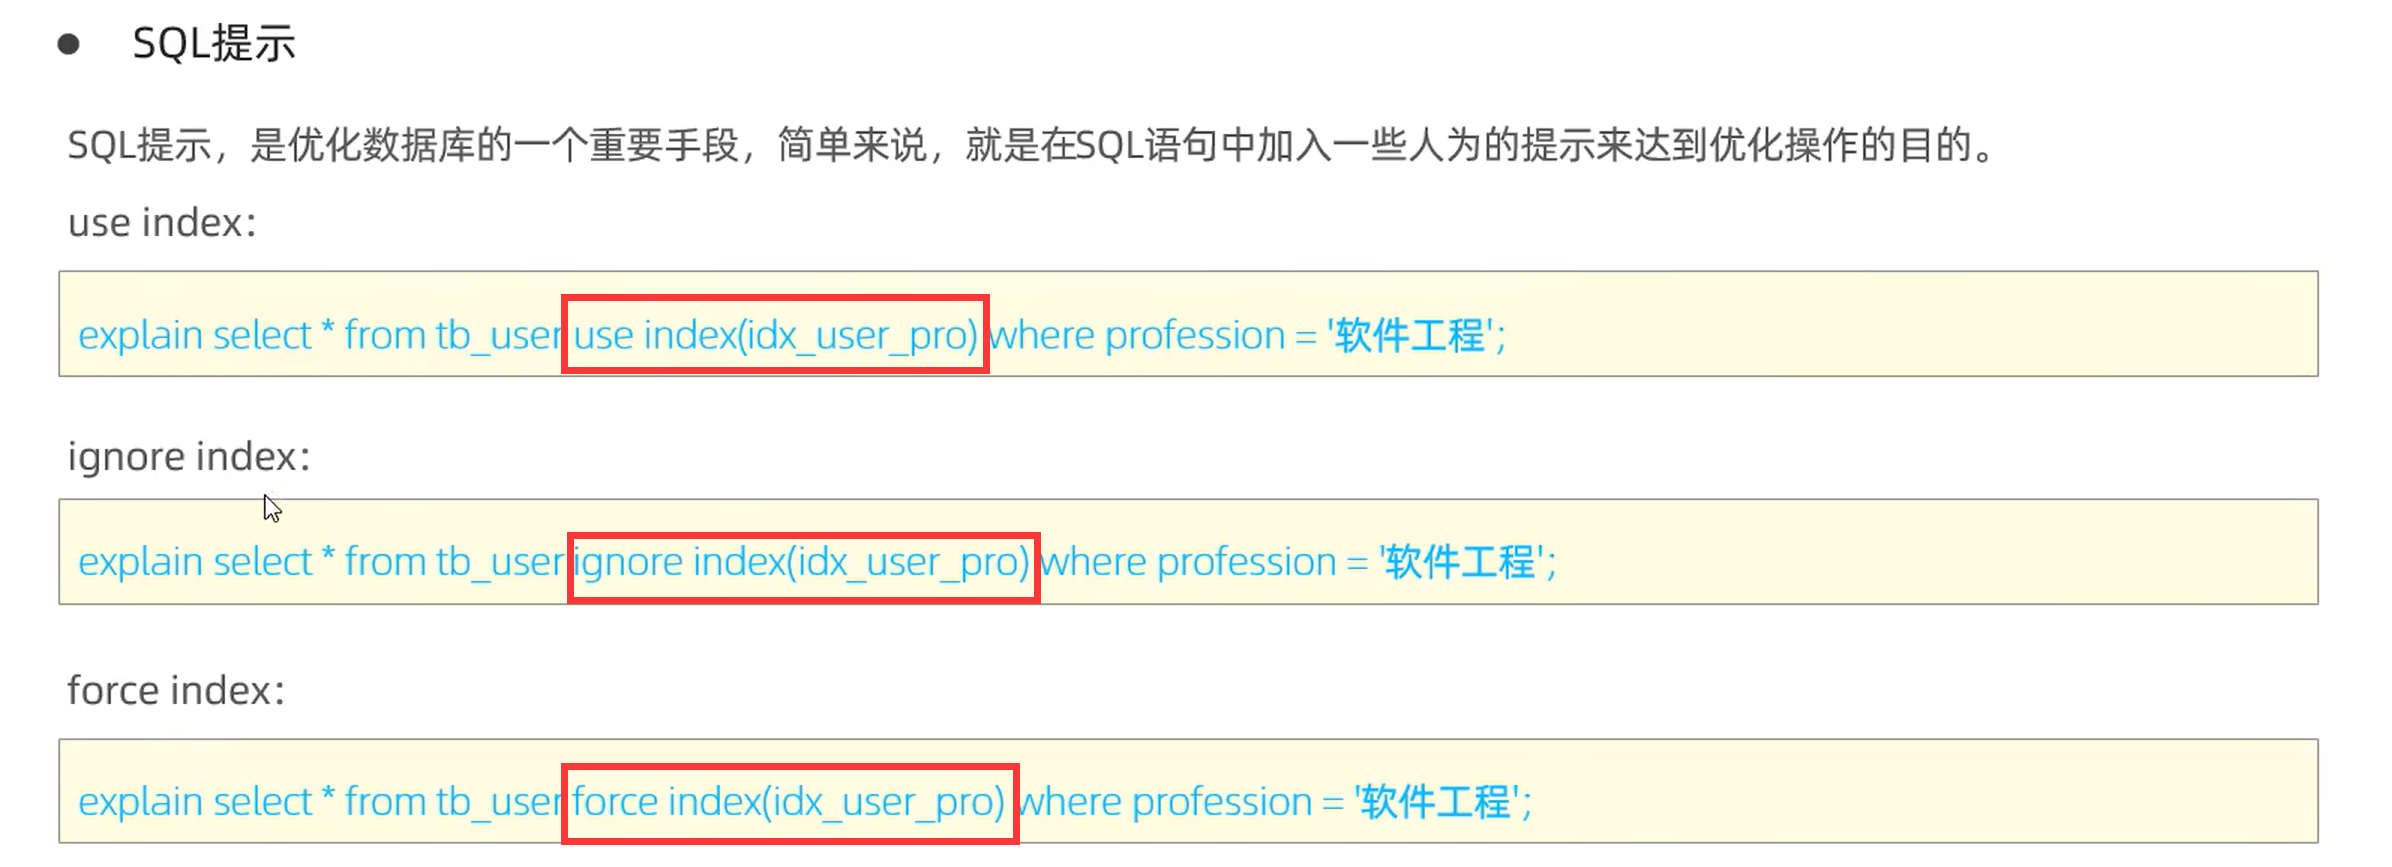 SQL提示
SQL提示，是优化数据库的一个重要手段，简单来说，就是在SQL语句中加入一些人为的提示来达到优化操作的目的。
use index：
explain select * from tb_user use index(idx_user_pro) where profession = '软件工程';
ignore index：
explain select * from tb_user ignore index(idx_user_pro) where profession = '软件工程';
force index：
explain select * from tb_user force index(idx_user_pro) where profession = '软件工程';